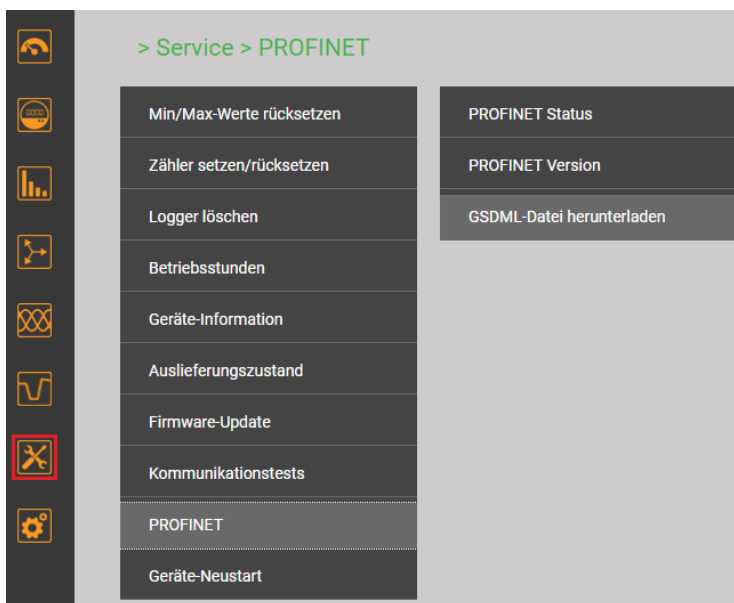 > Service > PROFINET
Min/Max-Werte rücksetzen
Zähler setzen/rücksetzen
Logger löschen
Betriebsstunden
Geräte-Information
Auslieferungszustand
Firmware-Update
Kommunikationstests
PROFINET
Geräte-Neustart
PROFINET Status
PROFINET Version
GSDML-Datei herunterladen